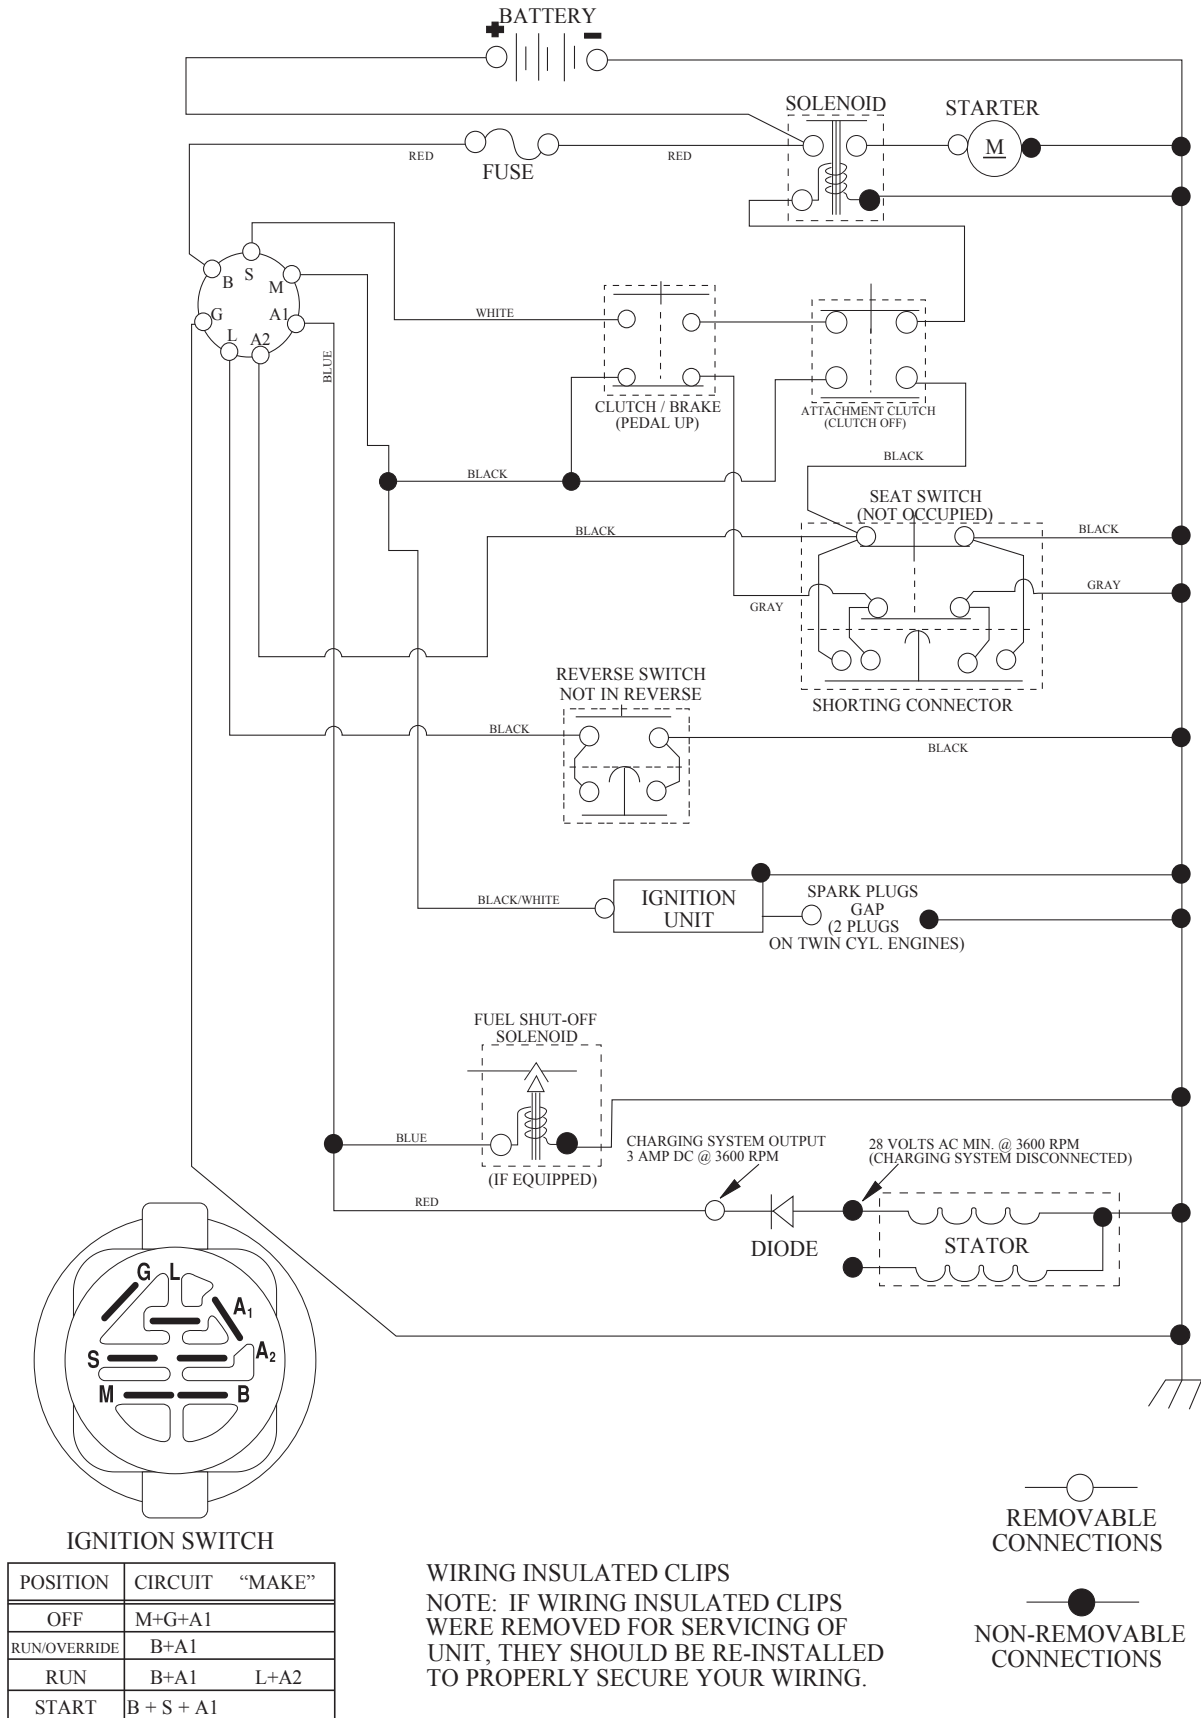 BATTERY
SOLENOID
STARTER
M
RED
FUSE
RED
B
S
M
G
A1
L
A2
BLUE
WHITE
CLUTCH / BRAKE
(PEDAL UP)
ATTACHMENT CLUTCH
(CLUTCH OFF)
BLACK
BLACK
SEAT SWITCH
(NOT OCCUPIED)
BLACK
BLACK
GRAY
GRAY
SHORTING CONNECTOR
REVERSE SWITCH
NOT IN REVERSE
BLACK
BLACK
BLACK/WHITE
IGNITION
UNIT
SPARK PLUGS
GAP
(2 PLUGS
ON TWIN CYL. ENGINES)
FUEL SHUT-OFF
SOLENOID
BLUE
(IF EQUIPPED)
CHARGING SYSTEM OUTPUT
3 AMP DC @ 3600 RPM
28 VOLTS AC MIN. @ 3600 RPM
(CHARGING SYSTEM DISCONNECTED)
RED
DIODE
STATOR
G
L
A1
S
A2
M
B
IGNITION SWITCH
POSITION CIRCUIT “MAKE”
OFF M+G+A1
RUN/OVERRIDE B+A1
RUN B+A1 L+A2
START B + S + A1
WIRING INSULATED CLIPS
NOTE: IF WIRING INSULATED CLIPS
WERE REMOVED FOR SERVICING OF
UNIT, THEY SHOULD BE RE-INSTALLED
TO PROPERLY SECURE YOUR WIRING.
REMOVABLE
CONNECTIONS
NON-REMOVABLE
CONNECTIONS